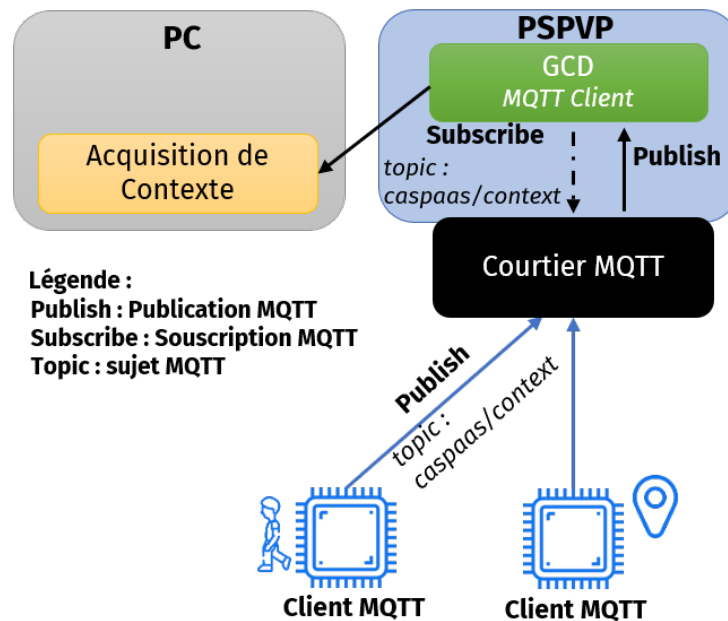 PC
Acquisition de
Contexte
PSPVP
GCD
MQTT Client
Subscribe
topic :
caspaas/context
Publish
Courtier MQTT
Légende :
Publish : Publication MQTT
Subscribe : Souscription MQTT
Topic : sujet MQTT
Publish
topic :
caspaas/context
Client MQTT
Client MQTT